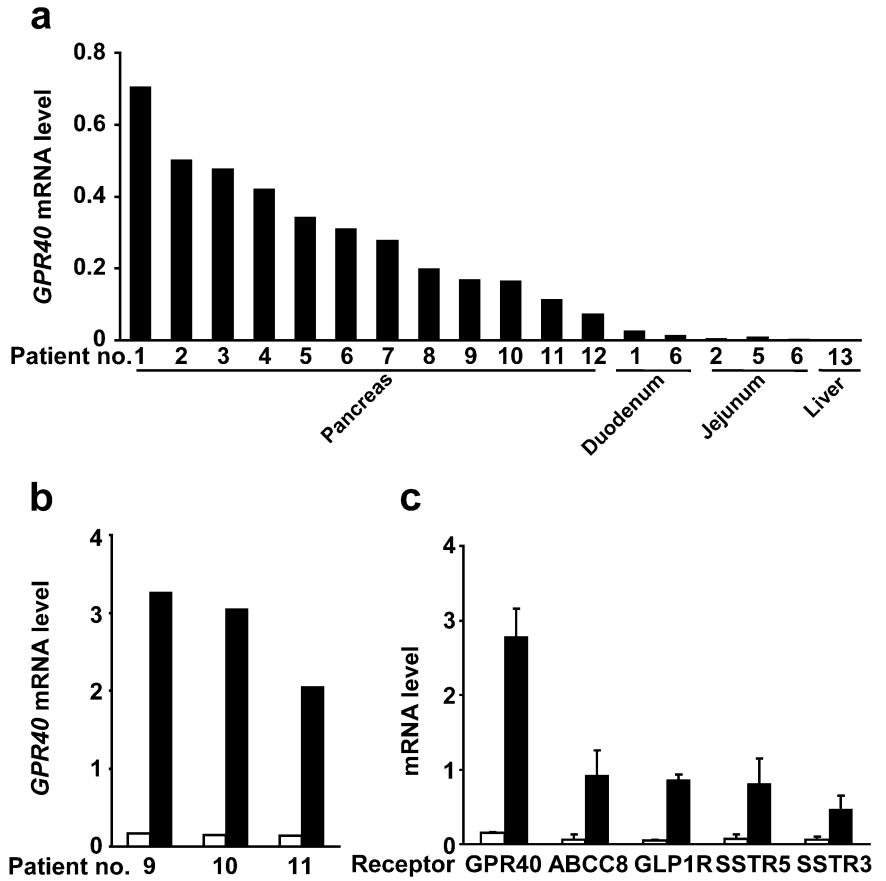 a
GPR40 mRNA level
0.8
0.6
0.4
0.2
0
Patient no. 1 2 3 4 5 6 7 8 9 10 11 12 1 6 2 5 6 13
Pancreas Duodenum Jejunum Liver
b
GPR40 mRNA level
4
3
2
1
0
Patient no. 9 10 11
c
mRNA level
4
3
2
1
0
Receptor GPR40 ABCC8 GLP1R SSTR5 SSTR3